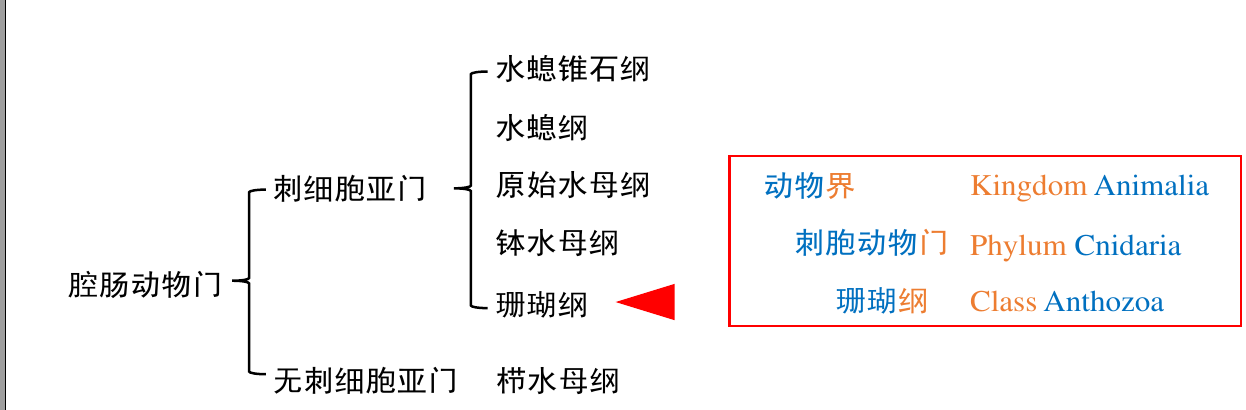 水螅锥石纲
水螅纲
原始水母纲
刺细胞亚门
钵水母纲
腔肠动物门
珊瑚纲
无刺细胞亚门 栉水母纲
动物界 Kingdom Animalia
刺胞动物门 Phylum Cnidaria
珊瑚纲 Class Anthozoa